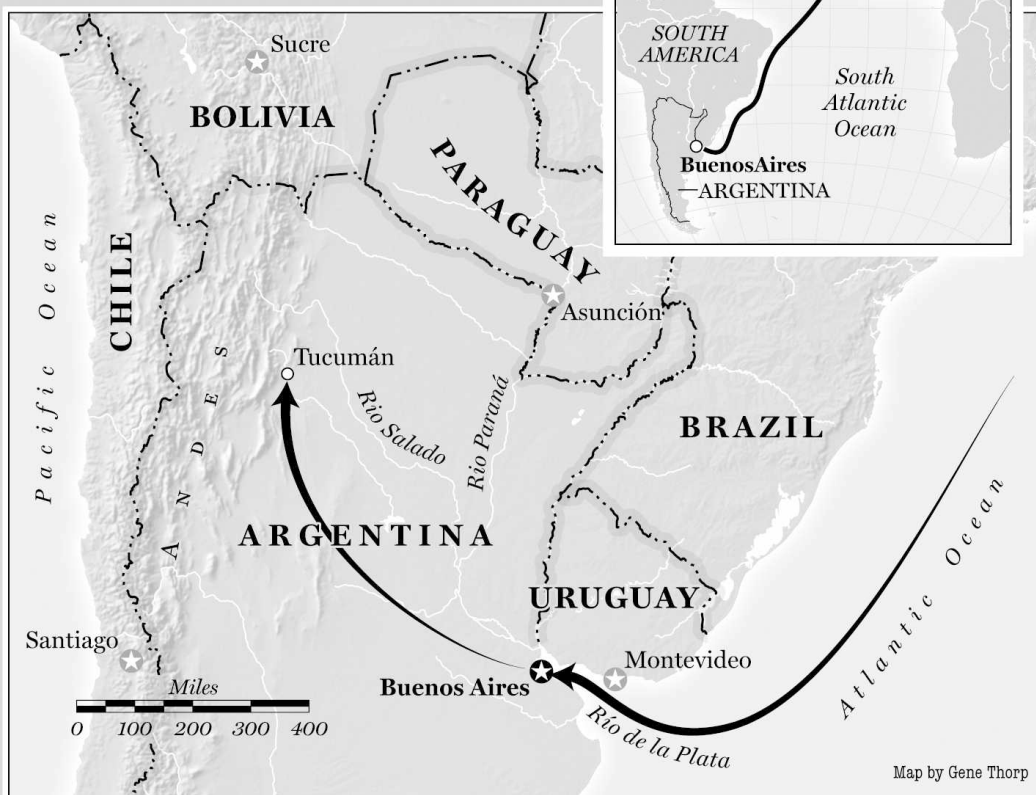 SOUTH
AMERICA
South
Atlantic
Ocean
BuenosAires
ARGENTINA
Sucre
BOLIVIA
PARAGUAY
CHILE
Pacific Ocean
Asunción
Tucumán
ANDES
Rio Salado
Rio Paraná
BRAZIL
ARGENTINA
URUGUAY
Atlantic Ocean
Santiago
Buenos Aires
Montevideo
Río de la Plata
Miles
0 100 200 300 400
Map by Gene Thorp